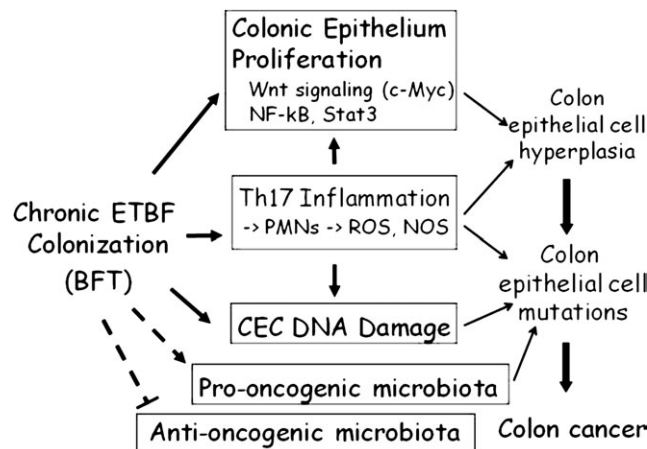 Colonic Epithelium
Proliferation
Wnt signaling (c-Myc)
NF-kB, Stat3
Colon
epithelial cell
hyperplasia
Th17 Inflammation
-> PMNs -> ROS, NOS
Chronic ETBF
Colonization
(BFT)
Colon
epithelial cell
mutations
CEC DNA Damage
Pro-oncogenic microbiota
Anti-oncogenic microbiota
Colon cancer